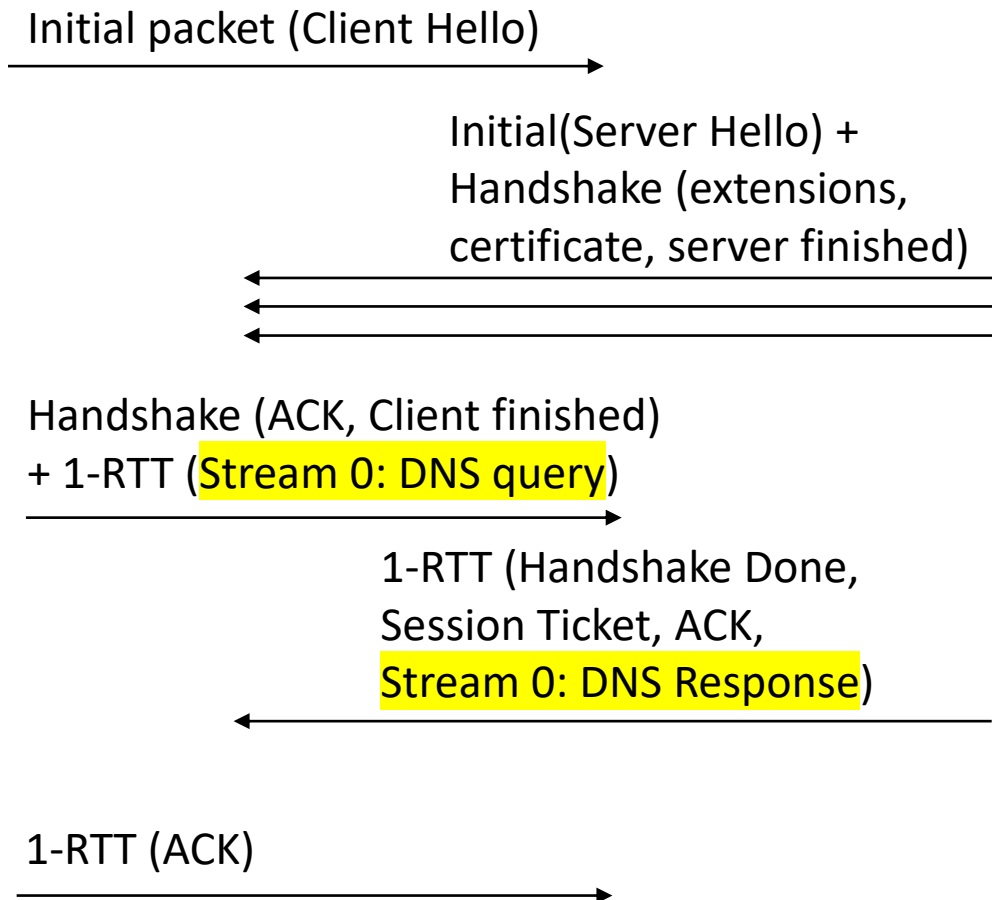 Initial packet (Client Hello)
Initial(Server Hello) +
Handshake (extensions,
certificate, server finished)
Handshake (ACK, Client finished)
+ 1-RTT (Stream 0: DNS query)
1-RTT (Handshake Done,
Session Ticket, ACK,
Stream 0: DNS Response)
1-RTT (ACK)